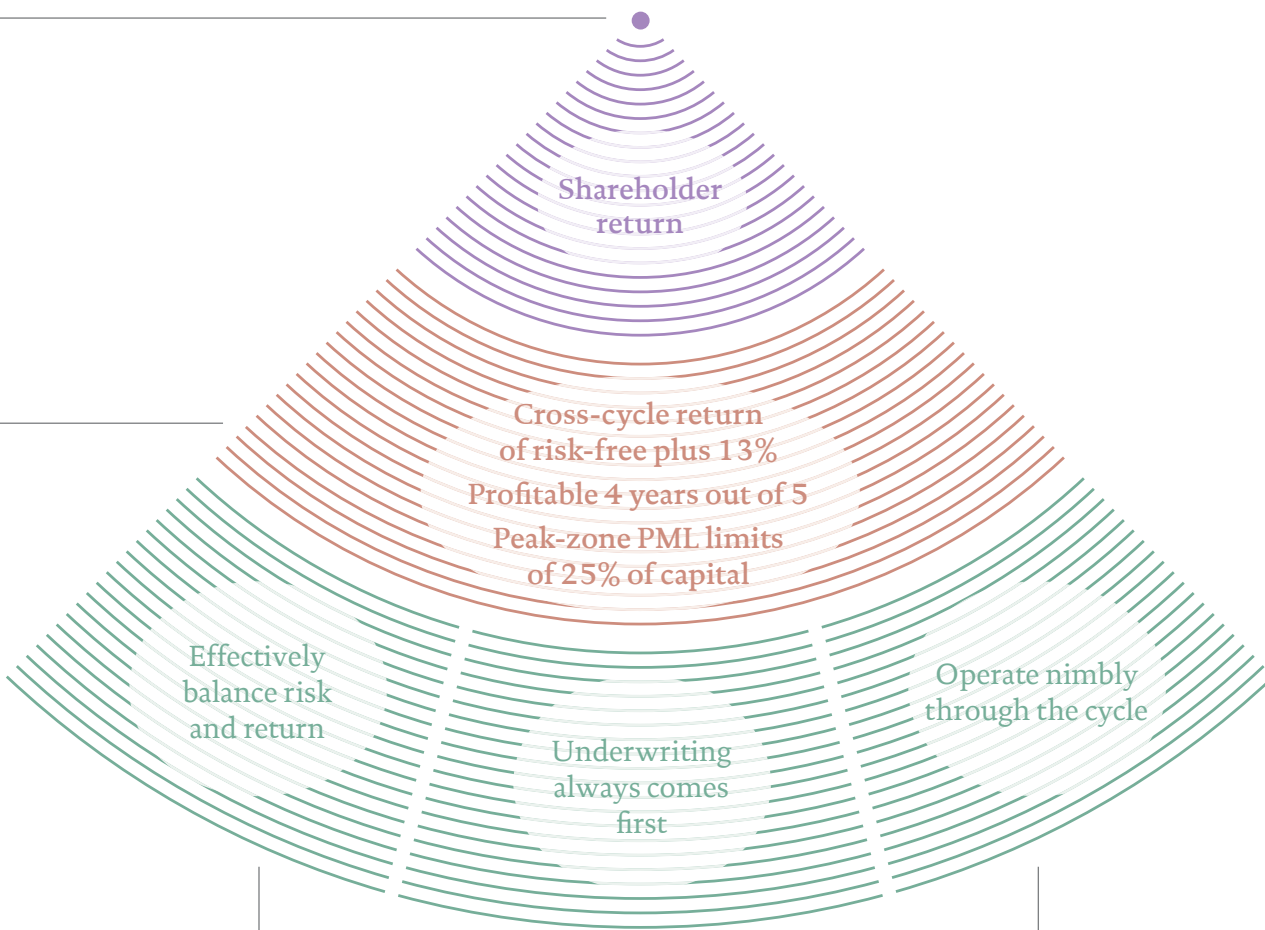 Shareholder
return
Cross-cycle return
of risk-free plus 13%
Profitable 4 years out of 5
Peak-zone PML limits
of 25% of capital
Effectively
balance risk
and return
Underwriting
always comes
first
Operate nimbly
through the cycle